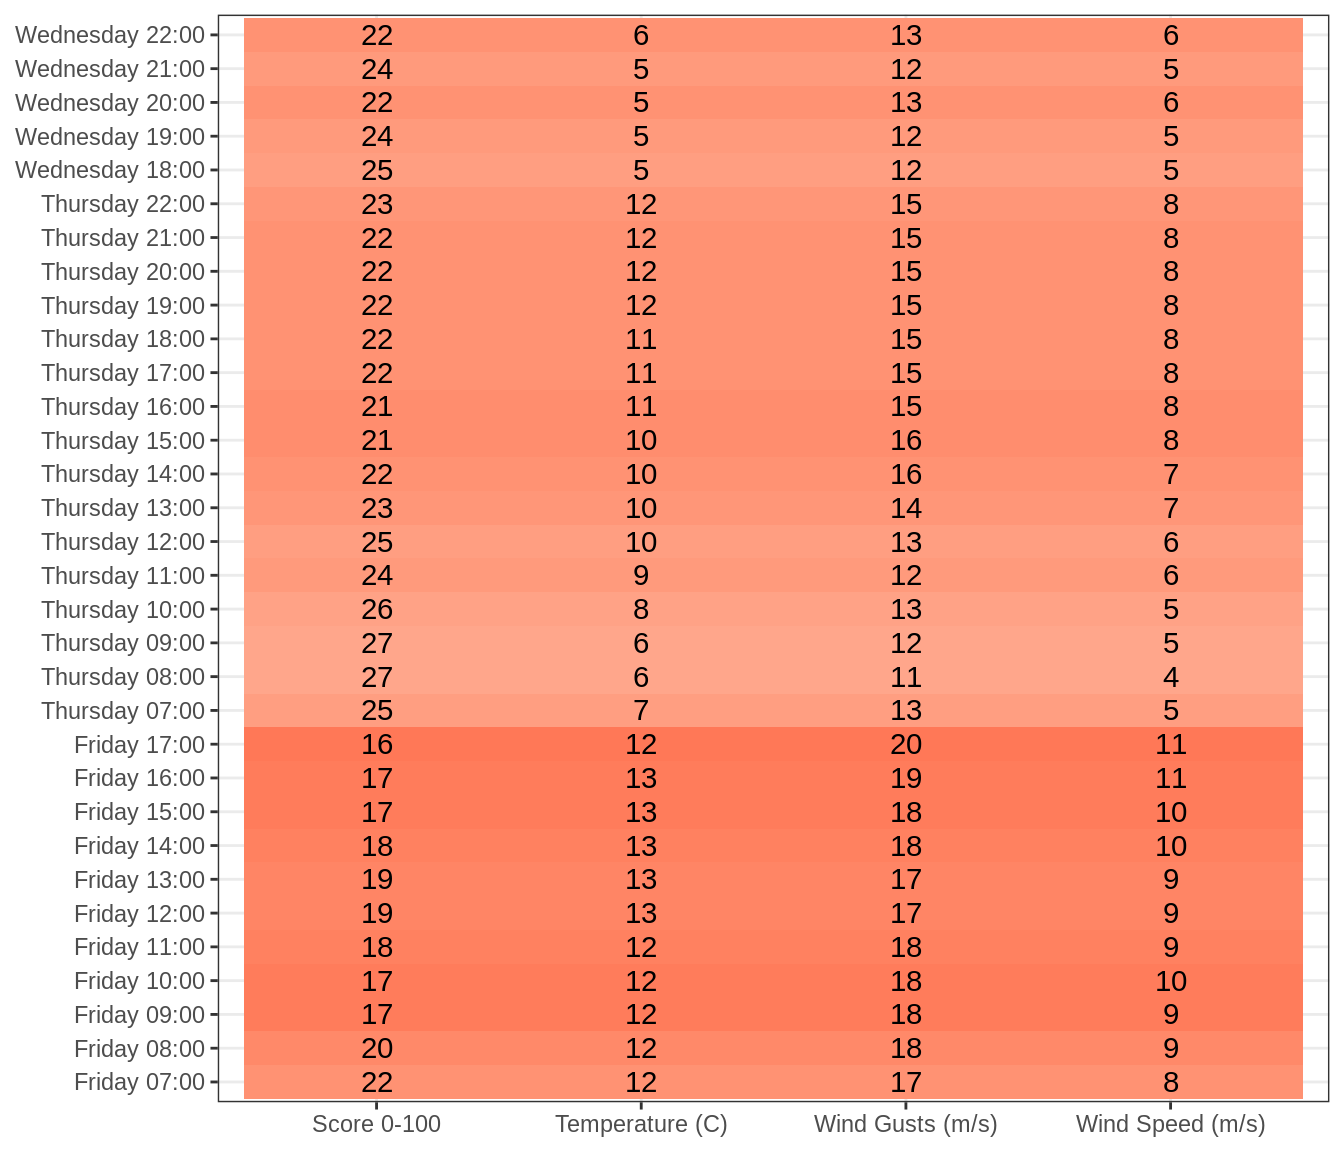 Wednesday 22:00 22 6 13 6
Wednesday 21:00 24 5 12 5
Wednesday 20:00 22 5 13 6
Wednesday 19:00 24 5 12 5
Wednesday 18:00 25 5 12 5
Thursday 22:00 23 12 15 8
Thursday 21:00 22 12 15 8
Thursday 20:00 22 12 15 8
Thursday 19:00 22 12 15 8
Thursday 18:00 22 11 15 8
Thursday 17:00 22 11 15 8
Thursday 16:00 21 11 15 8
Thursday 15:00 21 10 16 8
Thursday 14:00 22 10 16 7
Thursday 13:00 23 10 14 7
Thursday 12:00 25 10 13 6
Thursday 11:00 24 9 12 6
Thursday 10:00 26 8 13 5
Thursday 09:00 27 6 12 5
Thursday 08:00 27 6 11 4
Thursday 07:00 25 7 13 5
Friday 17:00 16 12 20 11
Friday 16:00 17 13 19 11
Friday 15:00 17 13 18 10
Friday 14:00 18 13 18 10
Friday 13:00 19 13 17 9
Friday 12:00 19 13 17 9
Friday 11:00 18 12 18 9
Friday 10:00 17 12 18 10
Friday 09:00 17 12 18 9
Friday 08:00 20 12 18 9
Friday 07:00 22 12 17 8
Score 0-100 Temperature (C) Wind Gusts (m/s) Wind Speed (m/s)